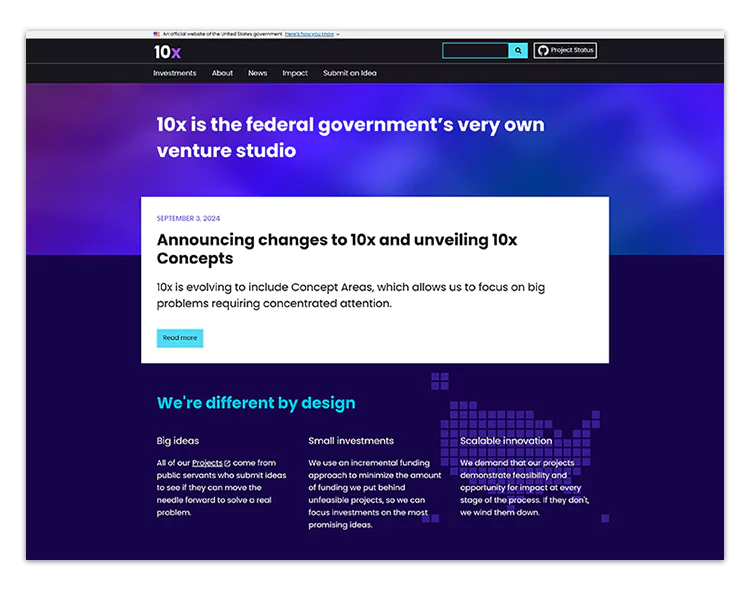 An official website of the United States government Here's how you know
10x
Project Status
Investments About News Impact Submit an Idea
10x is the federal government's very own
venture studio
SEPTEMBER 3, 2024
Announcing changes to 10x and unveiling 10x
Concepts
10x is evolving to include Concept Areas, which allows us to focus on big
problems requiring concentrated attention.
Read more
We're different by design
Big ideas
All of our Projects come from
public servants who submit ideas
to see if they can move the
needle forward to solve a real
problem.
Small investments
We use an incremental funding
approach to minimize the amount
of funding we put behind
unfeasible projects, so we can
focus investments on the most
promising ideas.
Scalable innovation
We demand that our projects
demonstrate feasibility and
opportunity for impact at every
stage of the process. If they don't,
we wind them down.